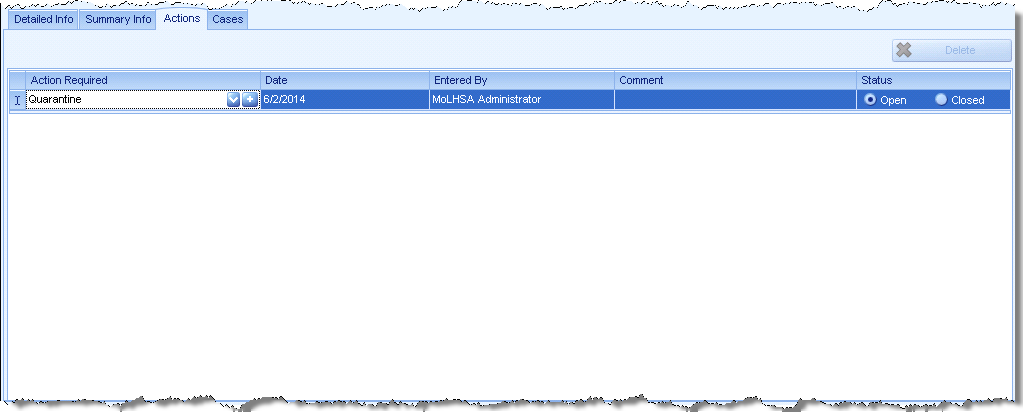 Detailed Info Summary Info Actions Cases
Delete
Action Required Date Entered By Comment Status
Quarantine 6/2/2014 MoLHSA Administrator Open Closed